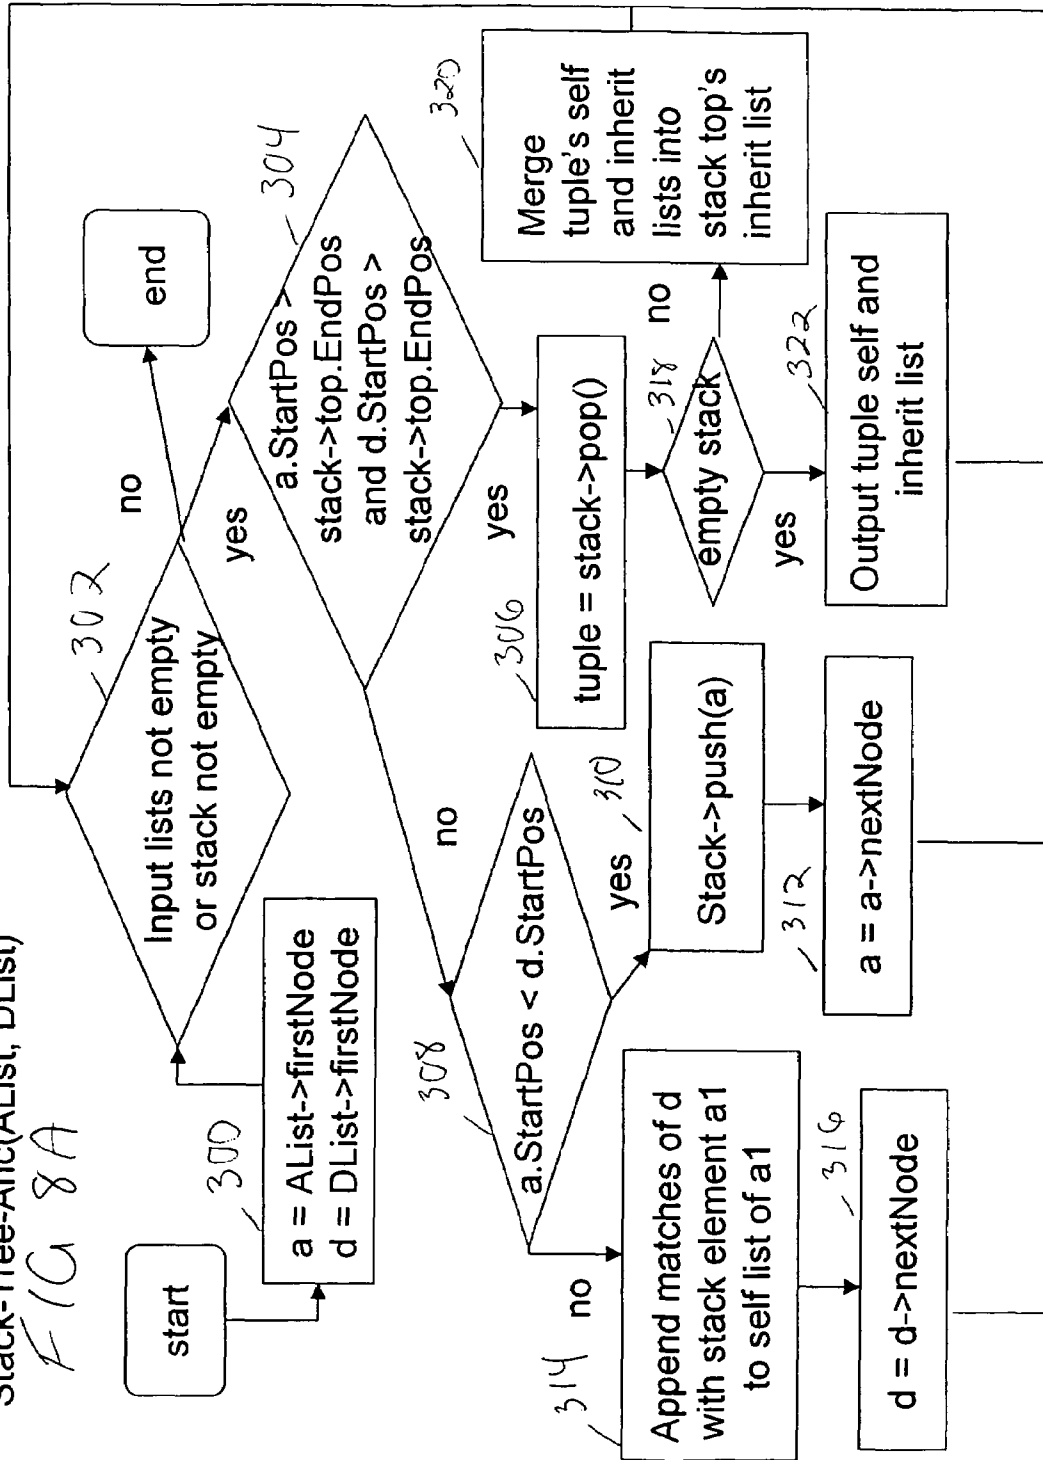 Stack-Tree-Anc(AList, DList)
FIG 8A
start
300
a = AList->firstNode
d = DList->firstNode
302
Input lists not empty
or stack not empty
no
end
yes
304
a.StartPos >
stack->top.EndPos
and d.StartPos >
stack->top.EndPos
no
yes
308
a.StartPos < d.StartPos
306
tuple = stack->pop()
318
empty stack
no
320
Merge
tuple's self
and inherit
lists into
stack top's
inherit list
yes
322
Output tuple self and
inherit list
yes
310
Stack->push(a)
312
a = a->nextNode
no
314
Append matches of d
with stack element a1
to self list of a1
316
d = d->nextNode